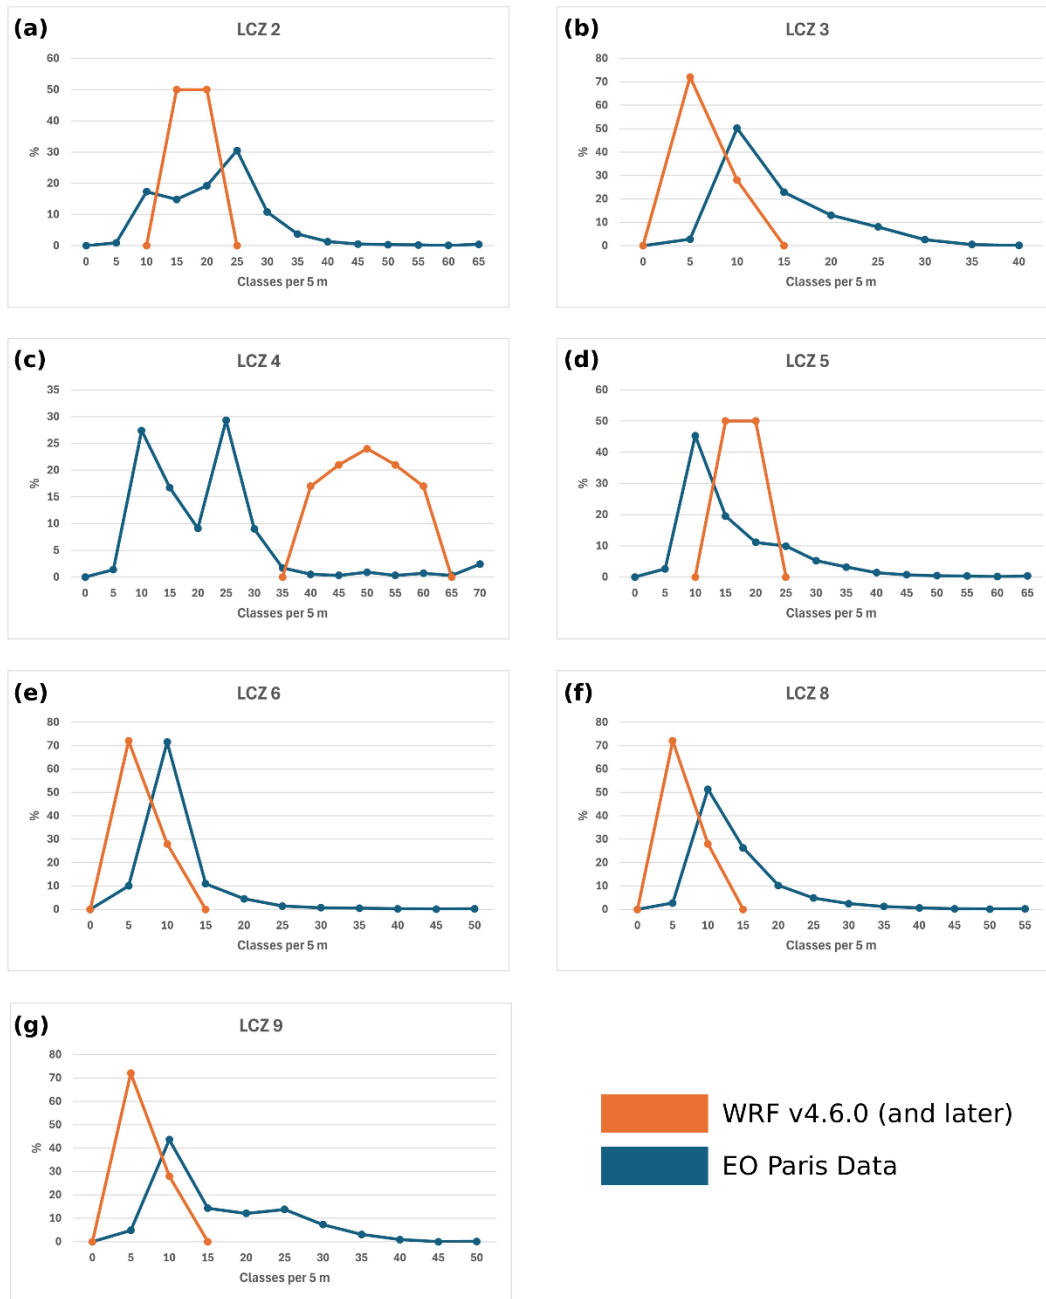 (a)
LCZ 2
60
50
40
30
20
10
0
%
0 5 10 15 20 25 30 35 40 45 50 55 60 65
Classes per 5 m
(b)
LCZ 3
80
70
60
50
40
30
20
10
0
%
0 5 10 15 20 25 30 35 40
Classes per 5 m
(c)
LCZ 4
35
30
25
20
15
10
5
0
%
0 5 10 15 20 25 30 35 40 45 50 55 60 65 70
Classes per 5 m
(d)
LCZ 5
60
50
40
30
20
10
0
%
0 5 10 15 20 25 30 35 40 45 50 55 60 65
Classes per 5 m
(e)
LCZ 6
80
70
60
50
40
30
20
10
0
%
0 5 10 15 20 25 30 35 40 45 50
Classes per 5 m
(f)
LCZ 8
80
70
60
50
40
30
20
10
0
%
0 5 10 15 20 25 30 35 40 45 50 55
Classes per 5 m
(g)
LCZ 9
80
70
60
50
40
30
20
10
0
%
0 5 10 15 20 25 30 35 40 45 50
Classes per 5 m
WRF v4.6.0 (and later)
EO Paris Data